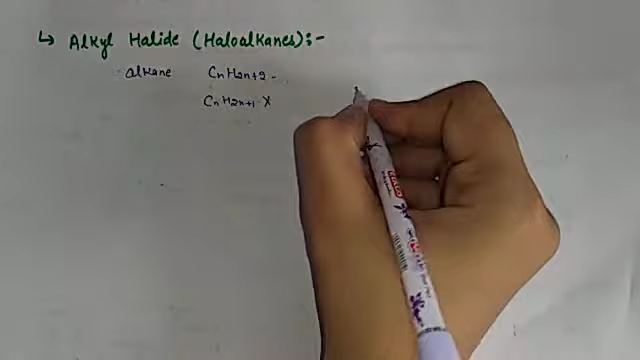 ↳ Alkyl Halide (Haloalkanes):-
alkane CnH2n+2 -
CnH2n+1 X